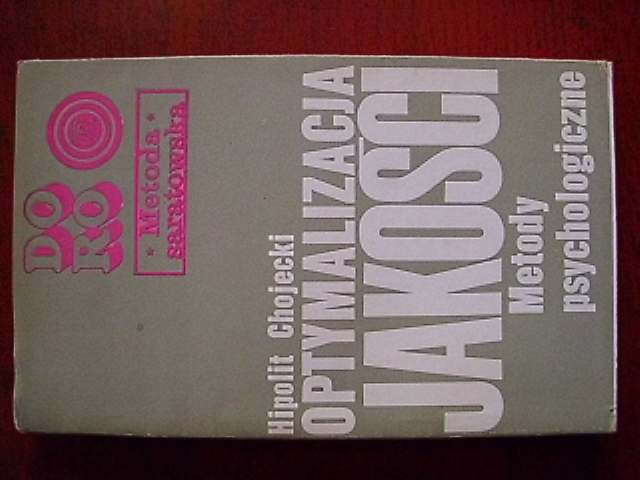 DO
RO
* Metoda *
saratowska
Hipolit Chojecki
OPTYMALIZACJA
JAKOŚCI
Metody
psychologiczne